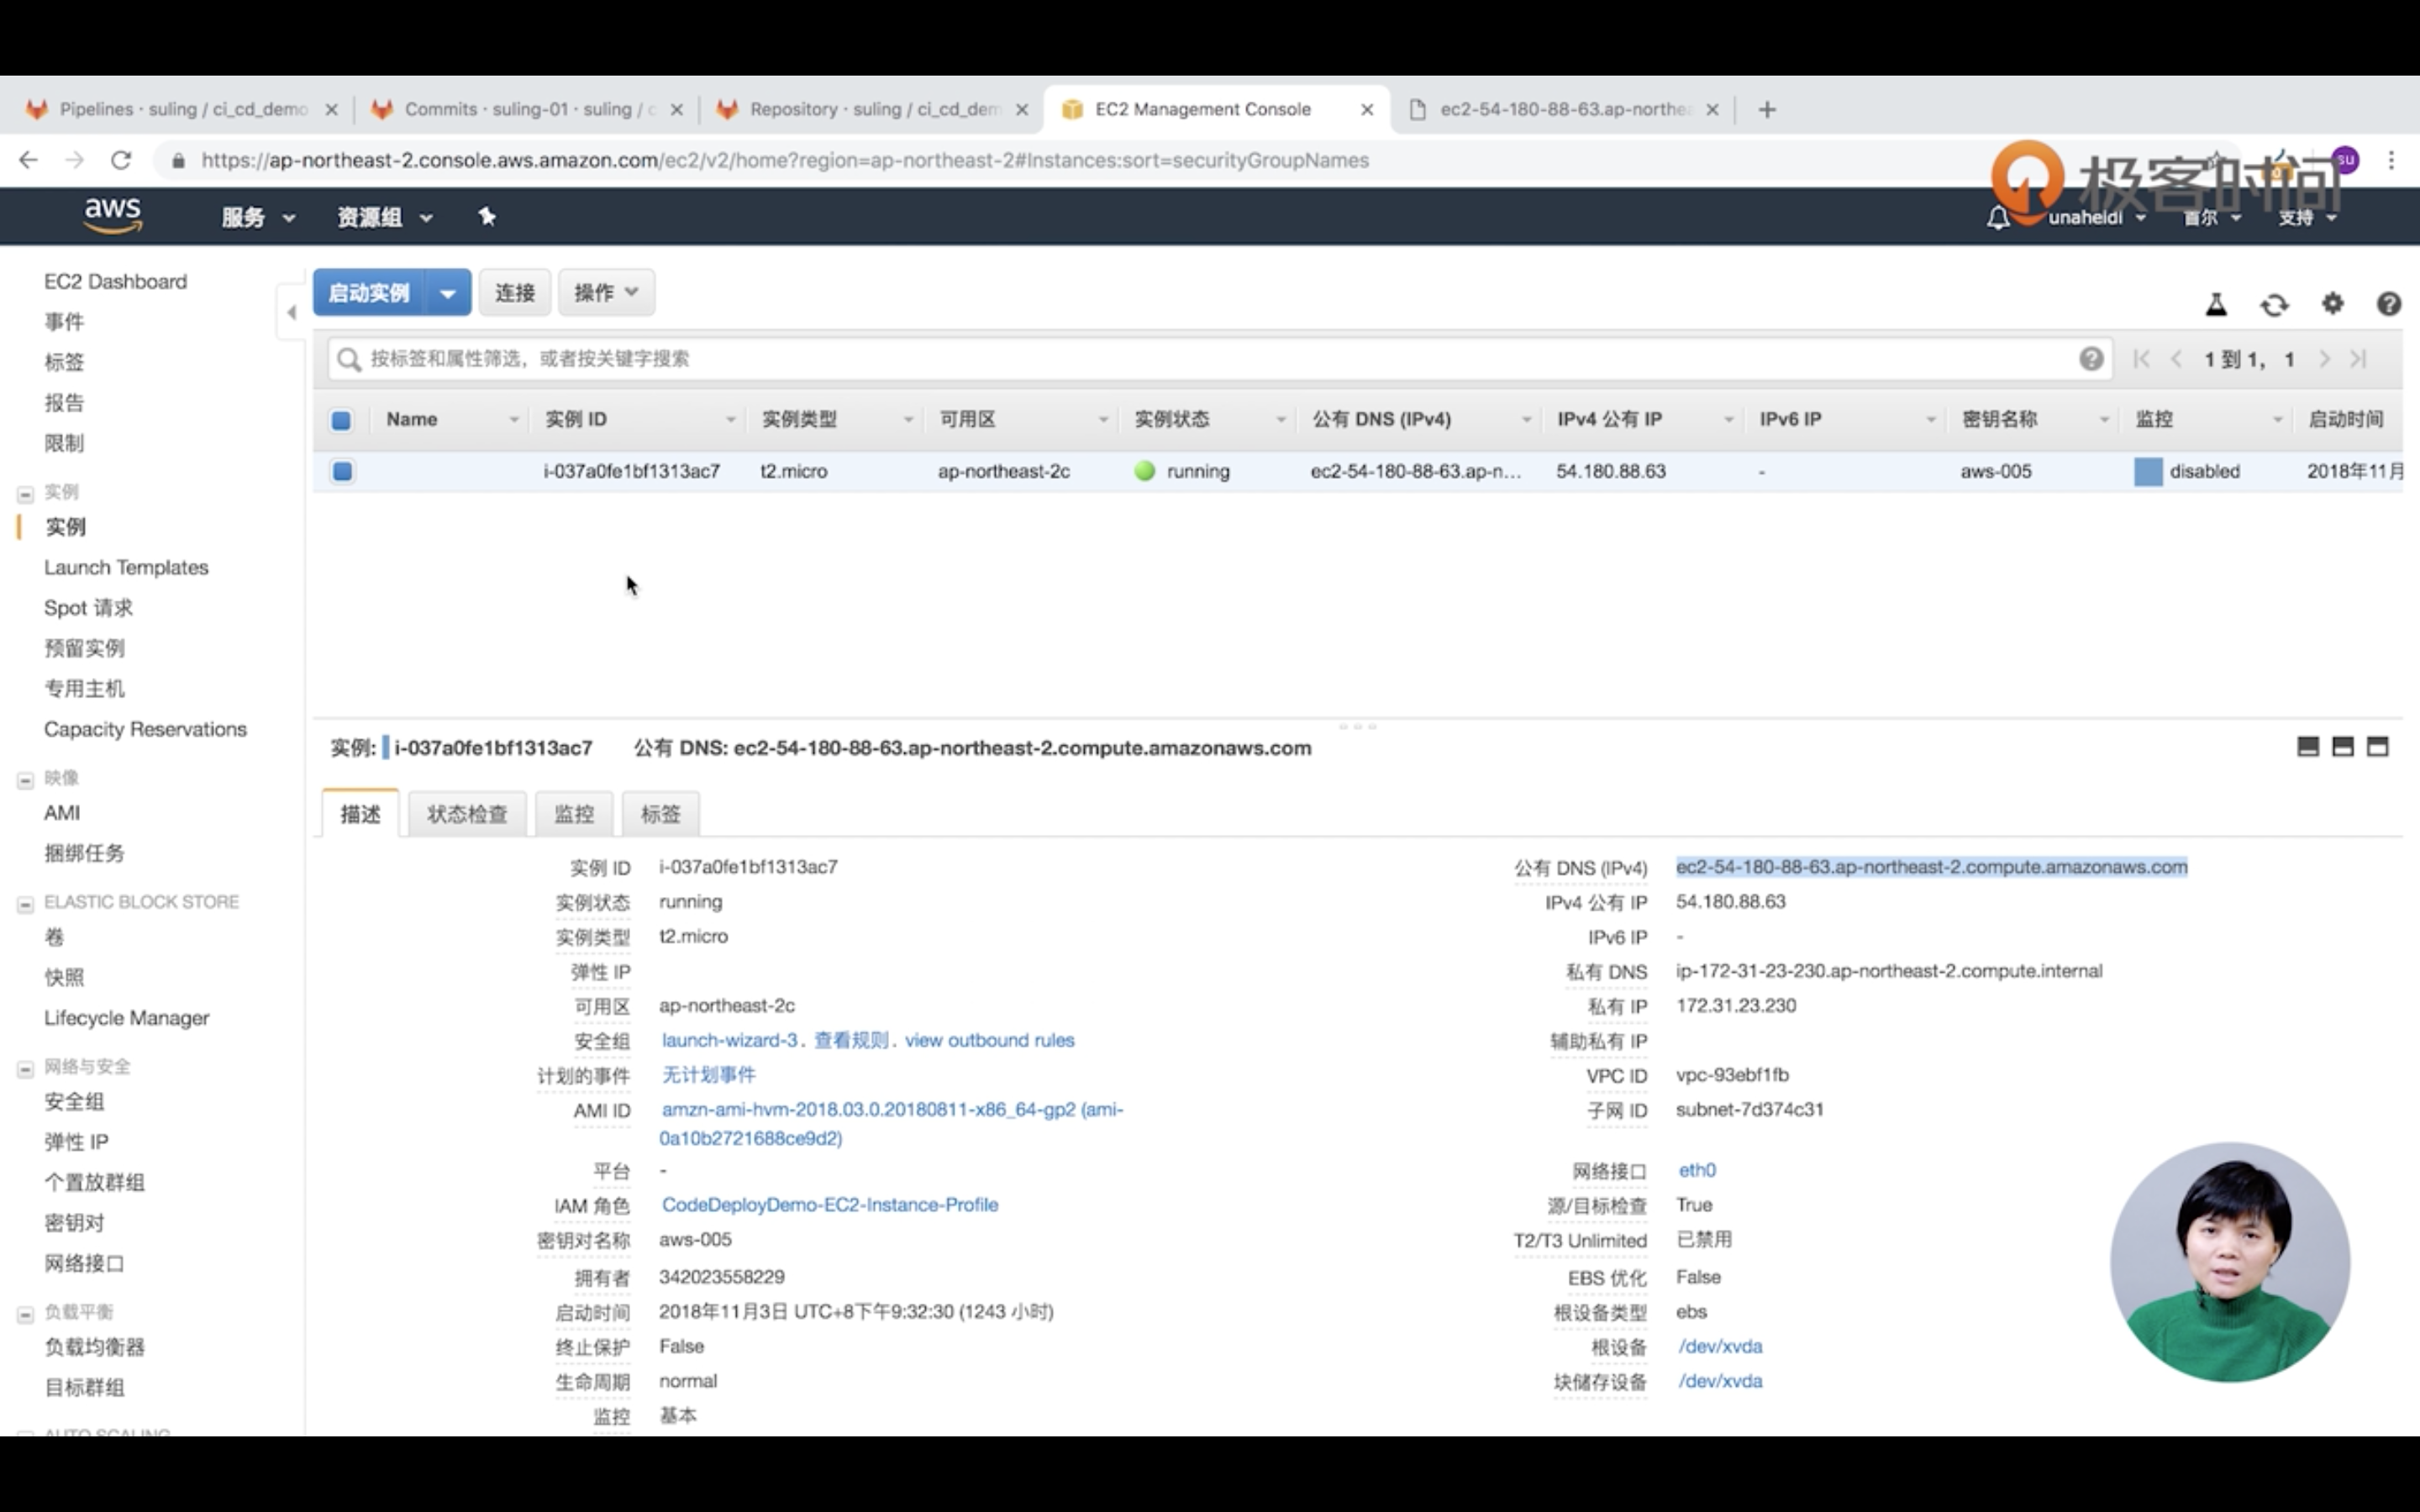 Pipelines · suling / ci_cd_demo
Commits · suling-01 · suling / c
Repository · suling / ci_cd_dem
EC2 Management Console
ec2-54-180-88-63.ap-northea
https://ap-northeast-2.console.aws.amazon.com/ec2/v2/home?region=ap-northeast-2#Instances:sort=securityGroupNames
su
极客时间
aws 服务 资源组 unaheidi 首尔 支持
EC2 Dashboard
事件
标签
报告
限制
实例
实例
Launch Templates
Spot 请求
预留实例
专用主机
Capacity Reservations
映像
AMI
捆绑任务
ELASTIC BLOCK STORE
卷
快照
Lifecycle Manager
网络与安全
安全组
弹性 IP
个置放群组
密钥对
网络接口
负载平衡
负载均衡器
目标群组
AUTO SCALING
启动实例 连接 操作
按标签和属性筛选，或者按关键字搜索
1 到 1， 1
Name 实例 ID 实例类型 可用区 实例状态 公有 DNS (IPv4) IPv4 公有 IP IPv6 IP 密钥名称 监控 启动时间
i-037a0fe1bf1313ac7 t2.micro ap-northeast-2c running ec2-54-180-88-63.ap-n... 54.180.88.63 - aws-005 disabled 2018年11月
实例: i-037a0fe1bf1313ac7 公有 DNS: ec2-54-180-88-63.ap-northeast-2.compute.amazonaws.com
描述 状态检查 监控 标签
实例 ID i-037a0fe1bf1313ac7
实例状态 running
实例类型 t2.micro
弹性 IP
可用区 ap-northeast-2c
安全组 launch-wizard-3. 查看规则. view outbound rules
计划的事件 无计划事件
AMI ID amzn-ami-hvm-2018.03.0.20180811-x86_64-gp2 (ami-
0a10b2721688ce9d2)
平台 -
IAM 角色 CodeDeployDemo-EC2-Instance-Profile
密钥对名称 aws-005
拥有者 342023558229
启动时间 2018年11月3日 UTC+8下午9:32:30 (1243 小时)
终止保护 False
生命周期 normal
监控 基本
公有 DNS (IPv4) ec2-54-180-88-63.ap-northeast-2.compute.amazonaws.com
IPv4 公有 IP 54.180.88.63
IPv6 IP -
私有 DNS ip-172-31-23-230.ap-northeast-2.compute.internal
私有 IP 172.31.23.230
辅助私有 IP
VPC ID vpc-93ebf1fb
子网 ID subnet-7d374c31
网络接口 eth0
源/目标检查 True
T2/T3 Unlimited 已禁用
EBS 优化 False
根设备类型 ebs
根设备 /dev/xvda
块储存设备 /dev/xvda